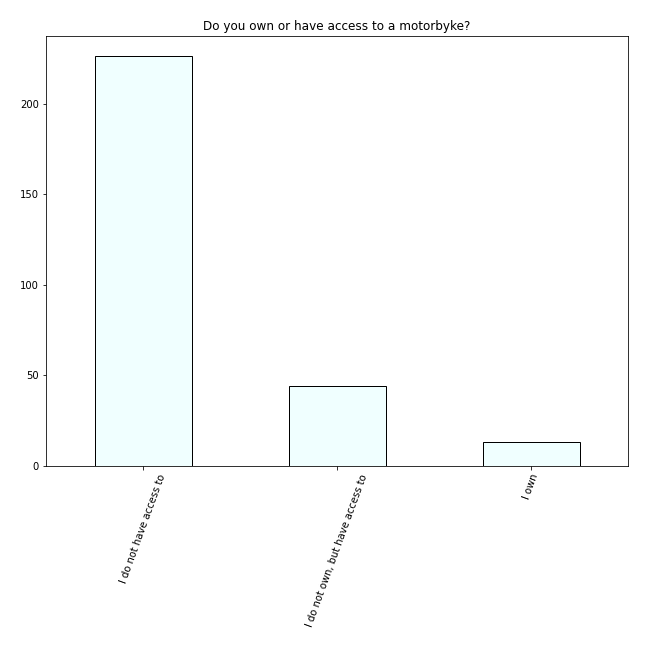 Do you own or have access to a motorbyke?
200
150
100
50
0
I do not have access to
I do not own, but have access to
I own